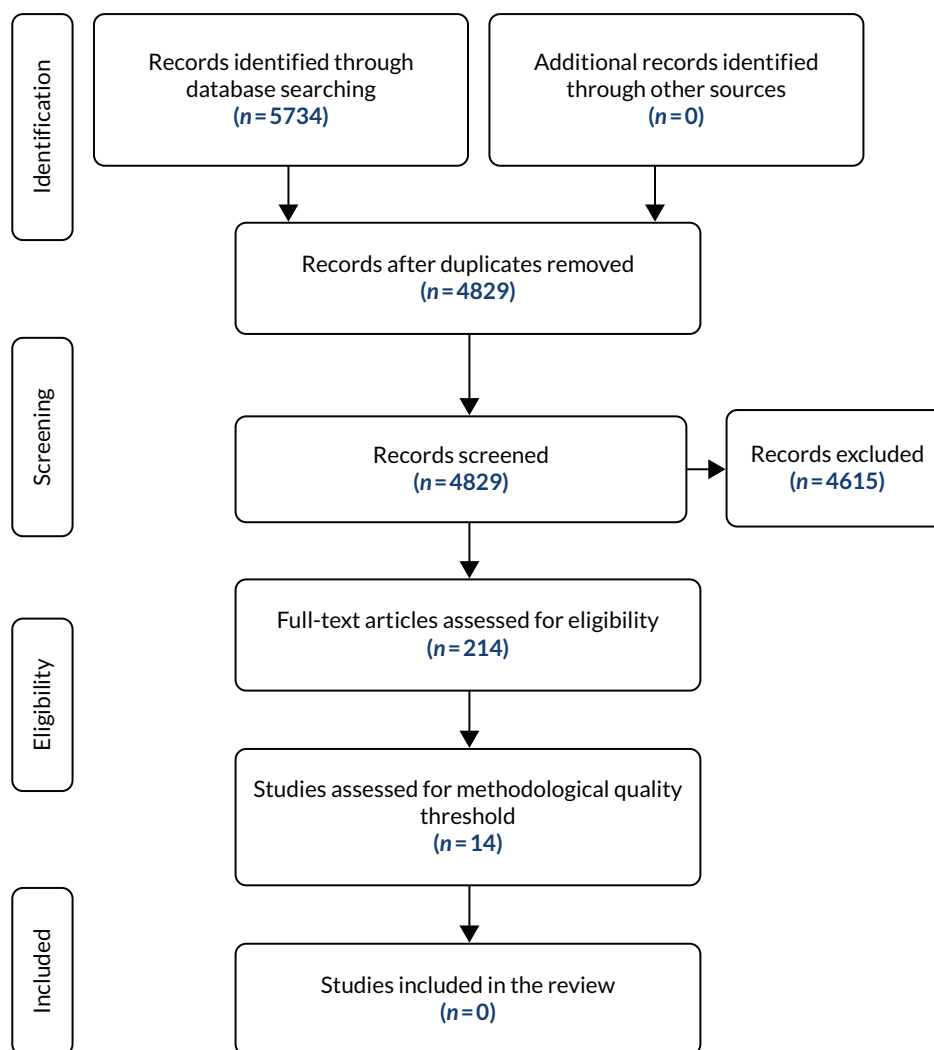 Identification
Records identified through
database searching
(n=5734)
Additional records identified
through other sources
(n=0)
Records after duplicates removed
(n=4829)
Screening
Records screened
(n=4829)
Records excluded
(n=4615)
Eligibility
Full-text articles assessed for eligibility
(n=214)
Studies assessed for methodological quality
threshold
(n=14)
Included
Studies included in the review
(n=0)